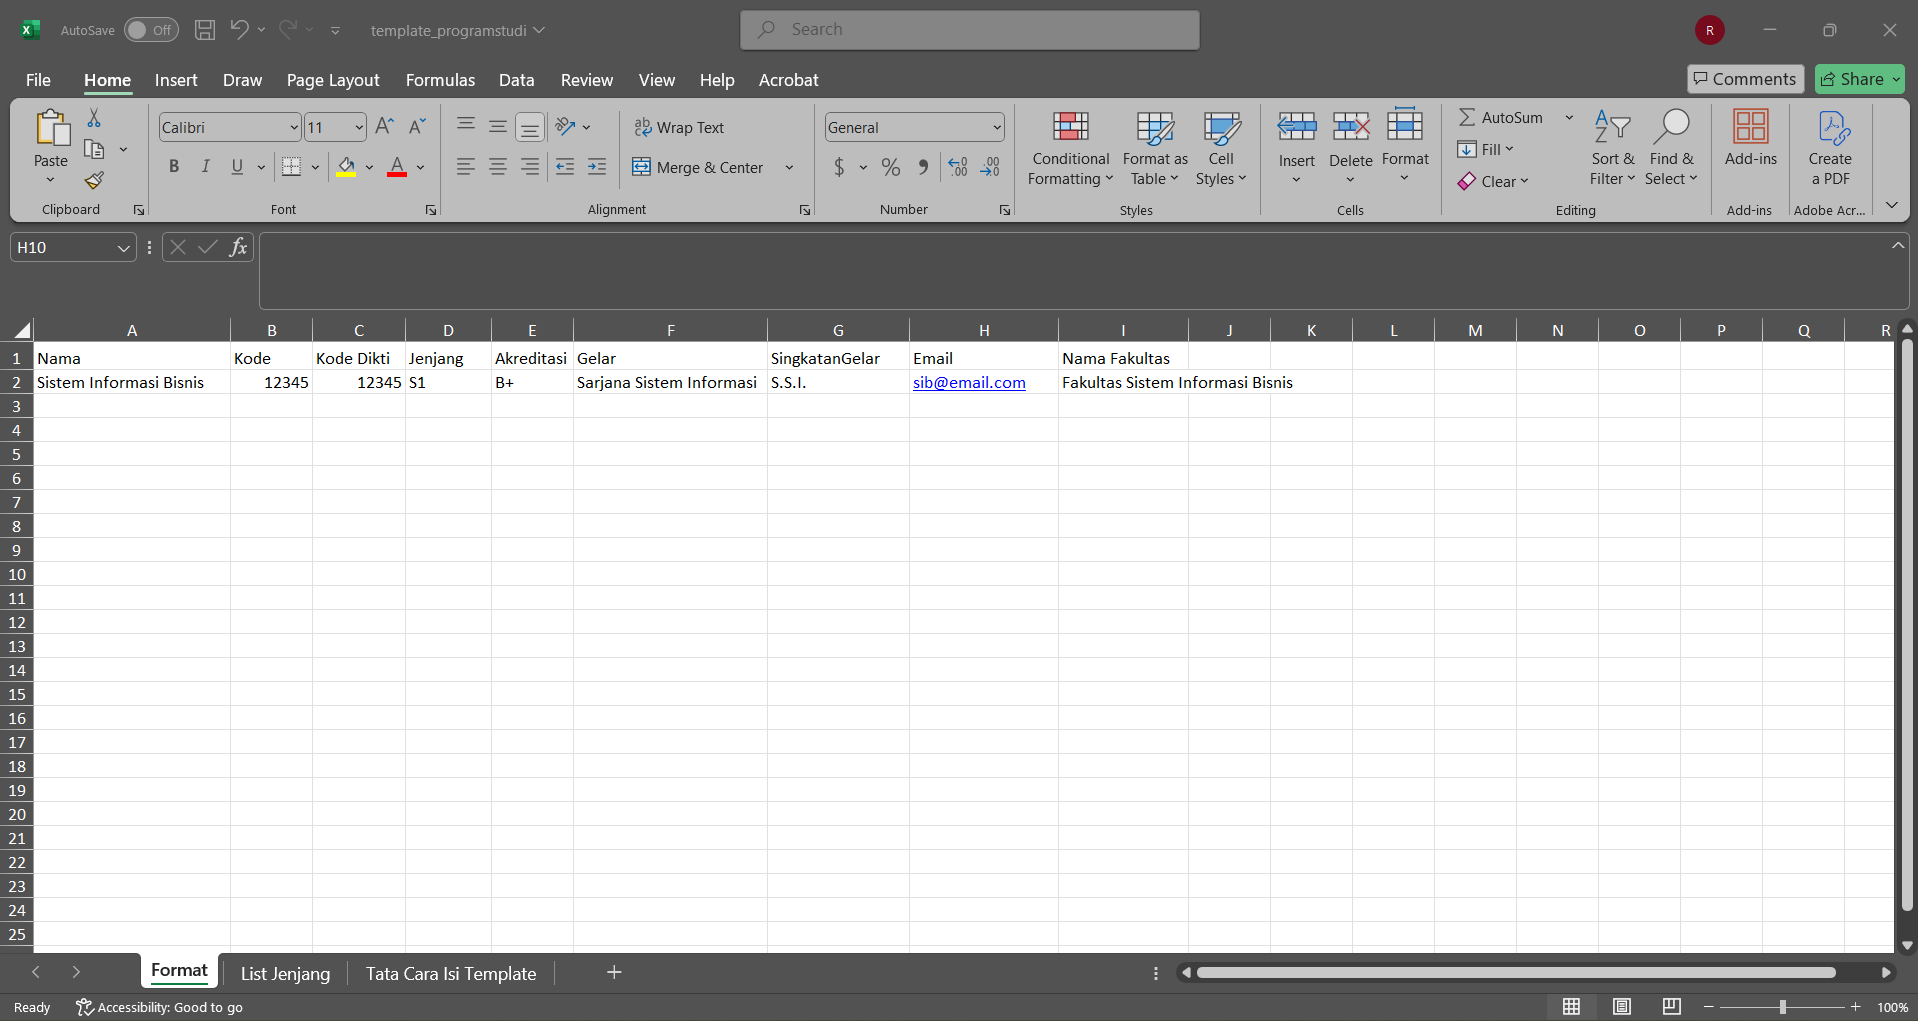 AutoSave Off template_programstudi Search R
File Home Insert Draw Page Layout Formulas Data Review View Help Acrobat Comments Share
Paste
Clipboard
Calibri 11
B I U A
Font
Wrap Text
Merge & Center
Alignment
General
$ % 9
Number
Conditional Formatting
Format as Table
Cell Styles
Styles
Insert Delete Format
Cells
AutoSum
Fill
Clear
Sort & Filter
Find & Select
Editing
Add-ins
Add-ins
Create a PDF
Adobe Acr...
H10 fx
A B C D E F G H I J K L M N O P Q R
1 Nama Kode Kode Dikti Jenjang Akreditasi Gelar SingkatanGelar Email Nama Fakultas
2 Sistem Informasi Bisnis 12345 12345 S1 B+ Sarjana Sistem Informasi S.S.I. sib@email.com Fakultas Sistem Informasi Bisnis
3
4
5
6
7
8
9
10
11
12
13
14
15
16
17
18
19
20
21
22
23
24
25
Format List Jenjang Tata Cara Isi Template
Ready Accessibility: Good to go 100%